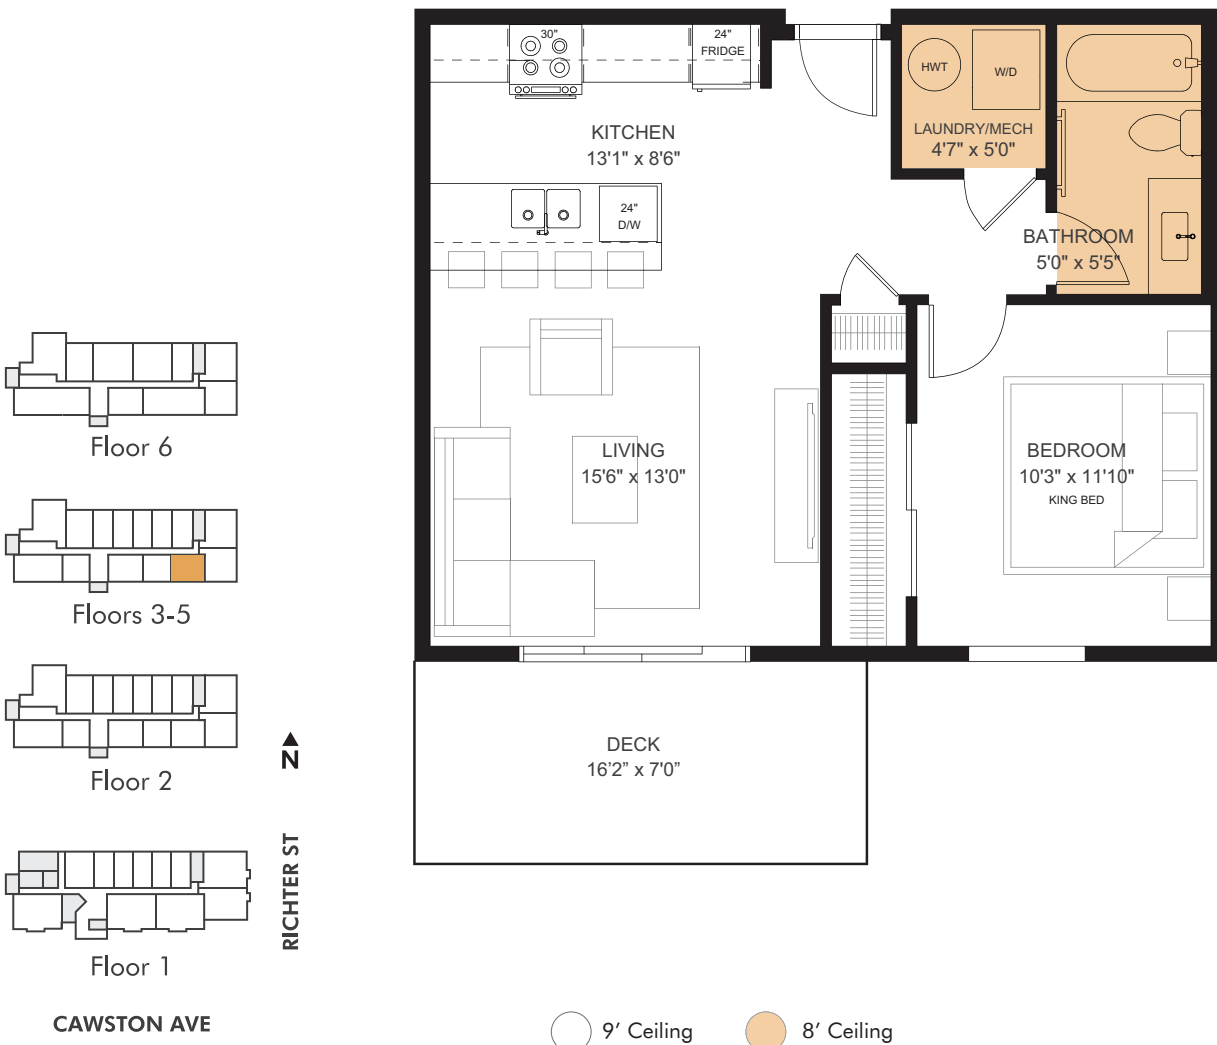 30"
24"
FRIDGE
HWT
W/D
LAUNDRY/MECH
4'7" x 5'0"
KITCHEN
13'1" x 8'6"
24"
D/W
BATHROOM
5'0" x 5'5"
LIVING
15'6" x 13'0"
BEDROOM
10'3" x 11'10"
KING BED
DECK
16'2” x 7'0”
Floor 6
Floors 3-5
Floor 2
Floor 1
N
RICHTER ST
CAWSTON AVE
9’ Ceiling
8’ Ceiling